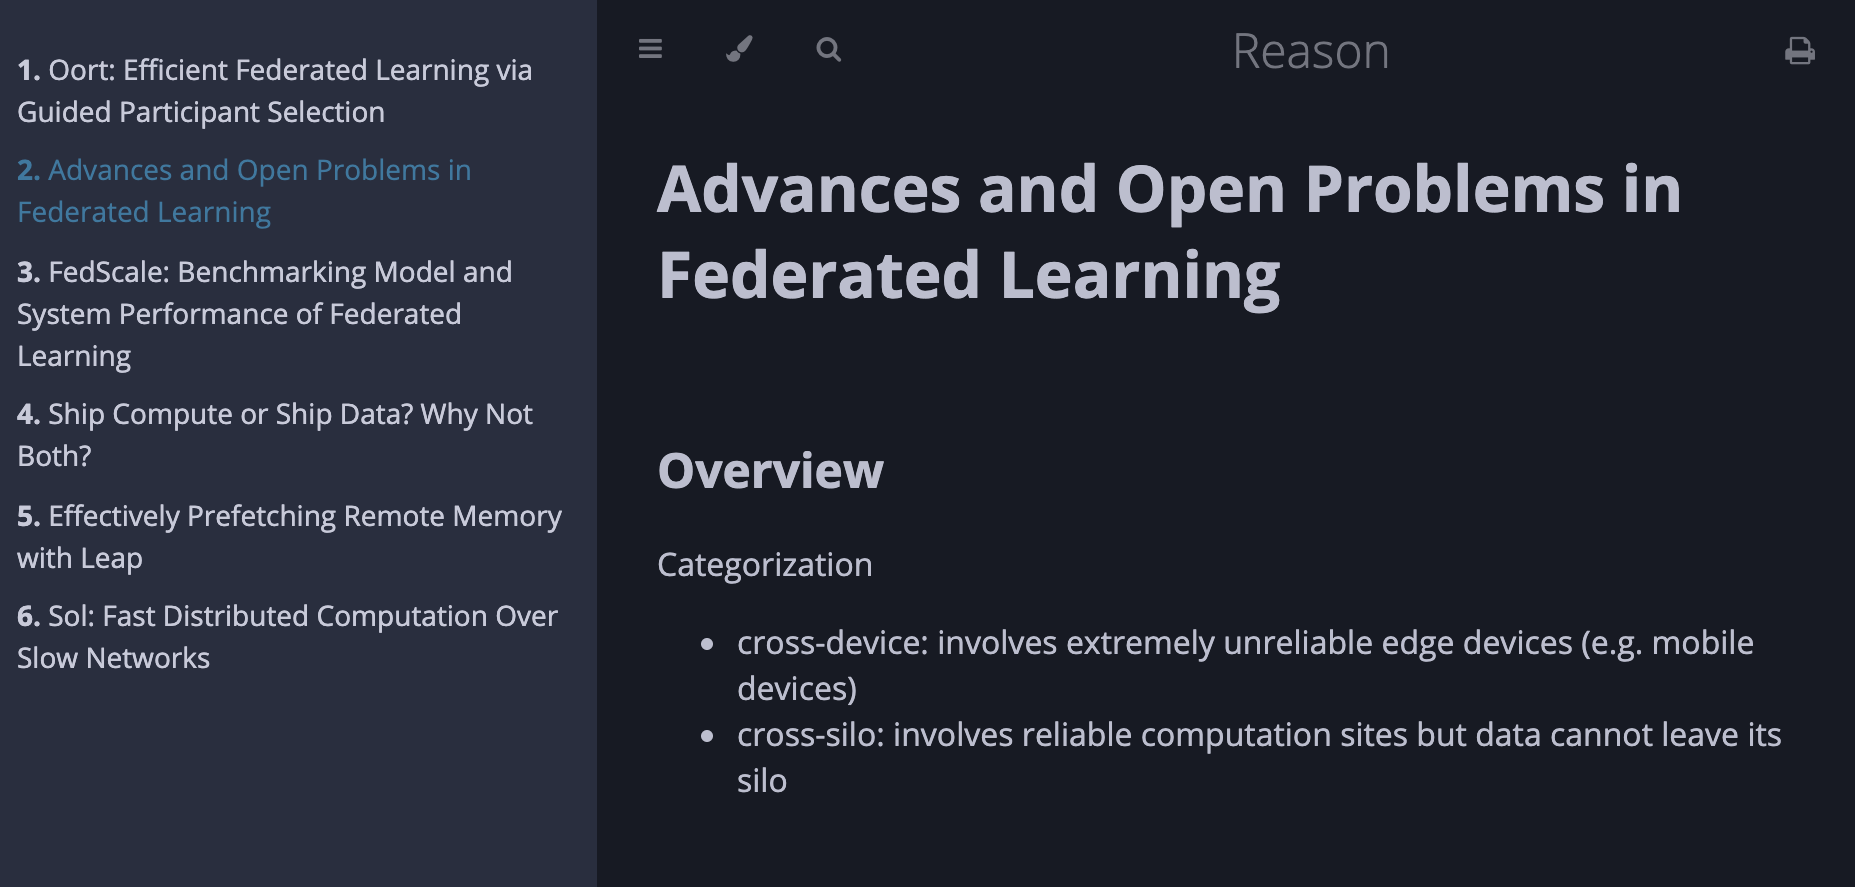 1. Oort: Efficient Federated Learning via
Guided Participant Selection
2. Advances and Open Problems in
Federated Learning
3. FedScale: Benchmarking Model and
System Performance of Federated
Learning
4. Ship Compute or Ship Data? Why Not
Both?
5. Effectively Prefetching Remote Memory
with Leap
6. Sol: Fast Distributed Computation Over
Slow Networks
Reason
Advances and Open Problems in
Federated Learning
Overview
Categorization
• cross-device: involves extremely unreliable edge devices (e.g. mobile
devices)
• cross-silo: involves reliable computation sites but data cannot leave its
silo